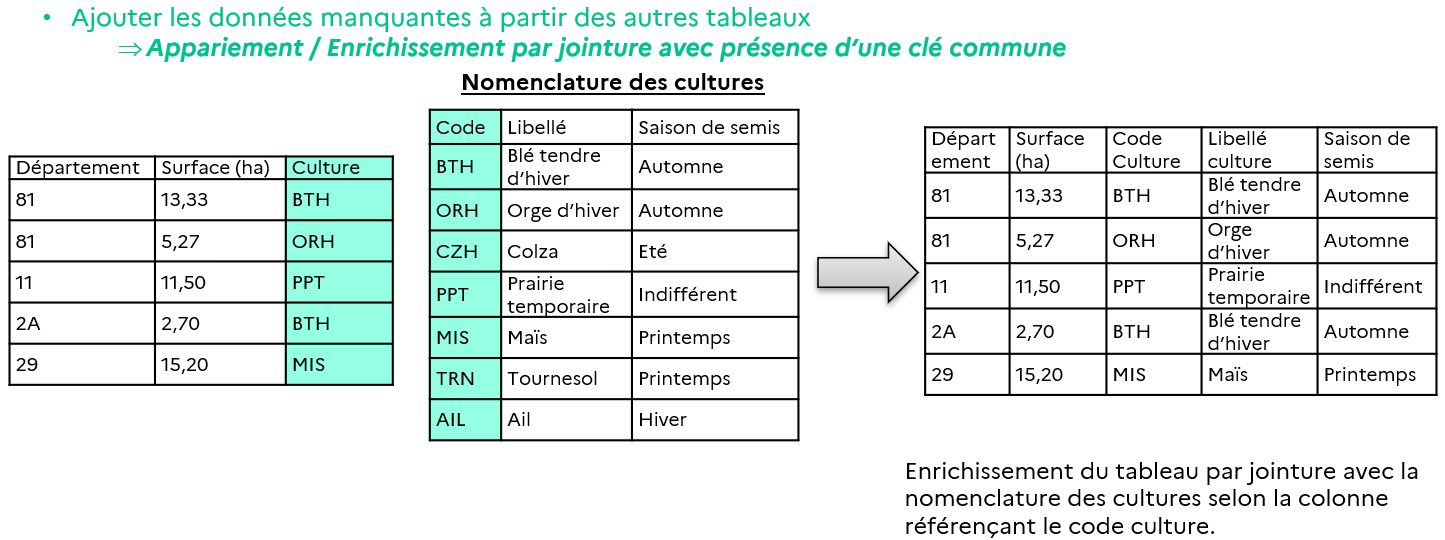 • Ajouter les données manquantes à partir des autres tableaux
⇒ Appariement / Enrichissement par jointure avec présence d’une clé commune
Nomenclature des cultures
Département Surface (ha) Culture
81 13,33 BTH
81 5,27 ORH
11 11,50 PPT
2A 2,70 BTH
29 15,20 MIS
Code Libellé Saison de semis
BTH Blé tendre d’hiver Automne
ORH Orge d’hiver Automne
CZH Colza Eté
PPT Prairie temporaire Indifférent
MIS Maïs Printemps
TRN Tournesol Printemps
AIL Ail Hiver
Départ ement Surface (ha) Code Culture Libellé culture Saison de semis
81 13,33 BTH Blé tendre d’hiver Automne
81 5,27 ORH Orge d’hiver Automne
11 11,50 PPT Prairie temporaire Indifférent
2A 2,70 BTH Blé tendre d’hiver Automne
29 15,20 MIS Maïs Printemps
Enrichissement du tableau par jointure avec la
nomenclature des cultures selon la colonne
référençant le code culture.